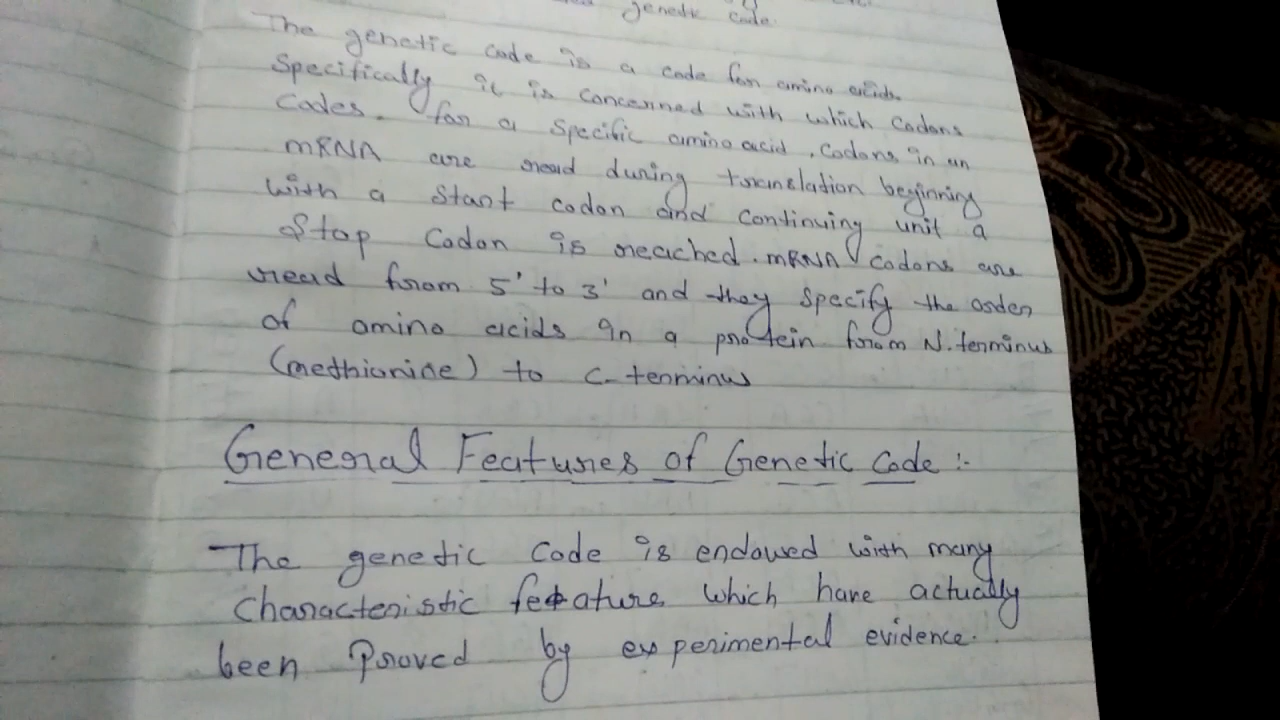 genetic code.
The genetic code is a code for amino acids.
Specifically it is concerned with which codons
codes. for a specific amino acid. Codons in an
mRNA are read during translation beginning
with a start codon and continuing unit a
stop codon is reached. mRNA codons are
read from 5' to 3' and they specify the order
of amino acids in a protein from N. terminus
(methionine) to c-terminus
General Features of Genetic Code :-
The genetic code is endowed with many
characteristic feature which have actually
been proved by experimental evidence.